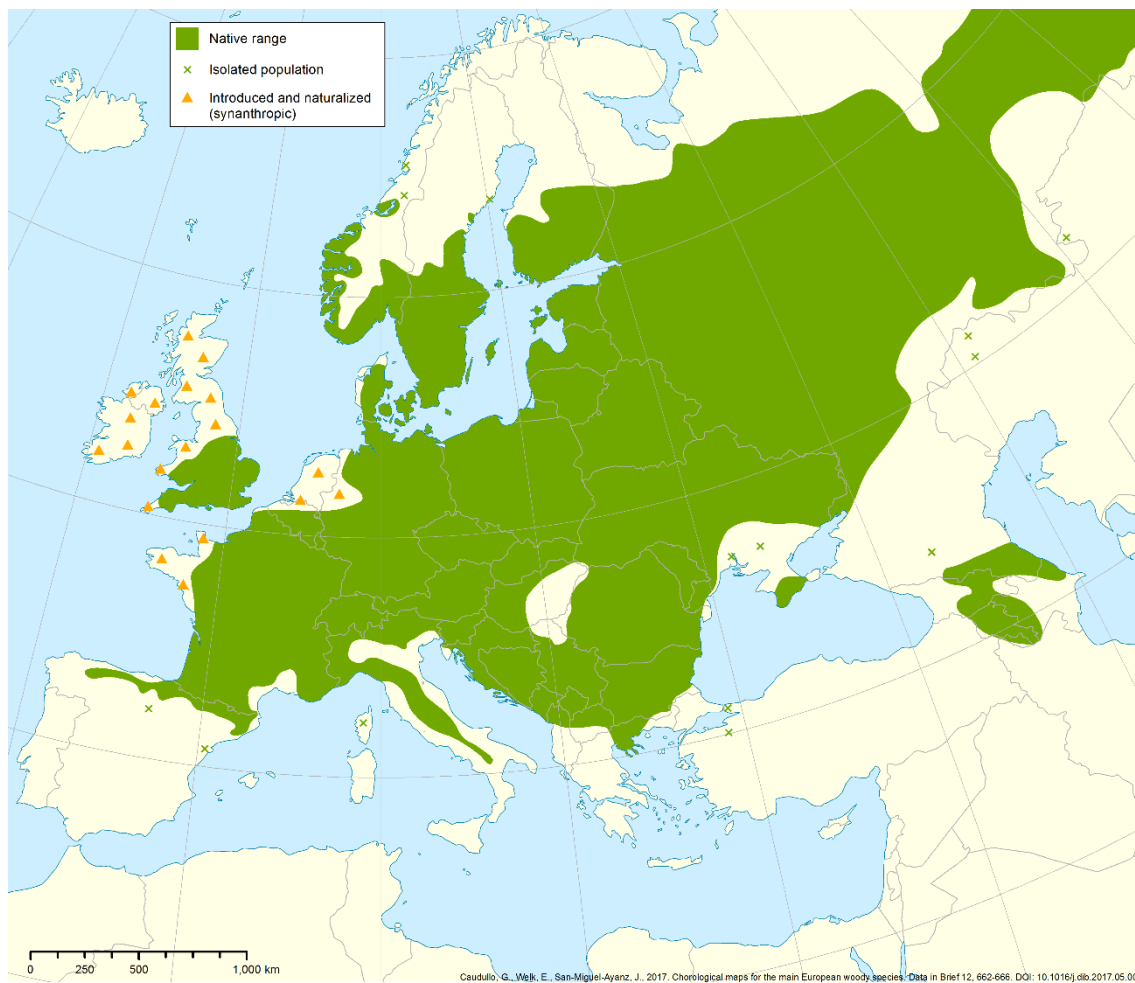 Native range
Isolated population
Introduced and naturalized
(synanthropic)
0 250 500 1,000 km
Caudullo, G., Welk, E., San-Miguel-Ayanz, J., 2017. Chorological maps for the main European woody species. Data in Brief 12, 662-666. DOI: 10.1016/j.dib.2017.05.00